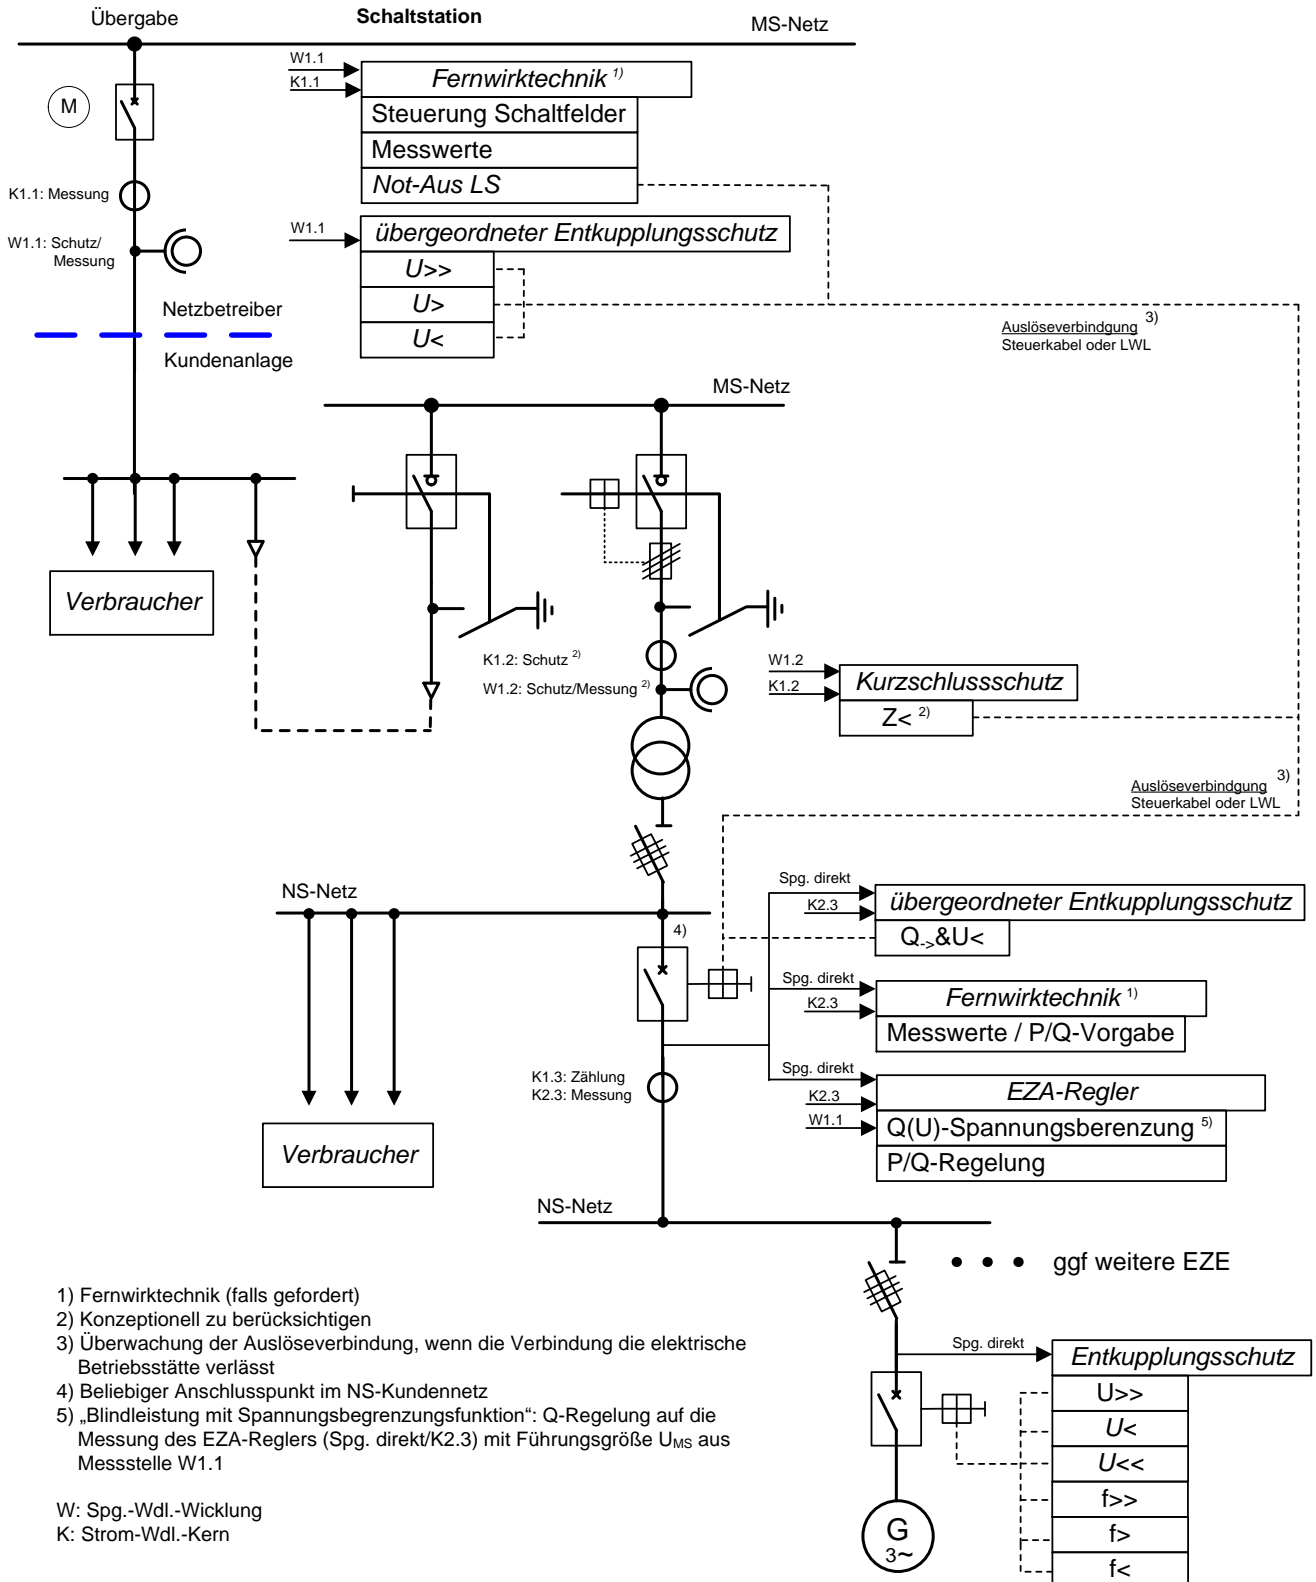 Übergabe
Schaltstation
MS-Netz
M
W1.1
K1.1
Fernwirktechnik 1)
Steuerung Schaltfelder
Messwerte
Not-Aus LS
K1.1: Messung
W1.1: Schutz/
Messung
W1.1
übergeordneter Entkupplungsschutz
U>>
U>
U<
Netzbetreiber
Kundenanlage
Auslöseverbindgung 3)
Steuerkabel oder LWL
MS-Netz
Verbraucher
K1.2: Schutz 2)
W1.2: Schutz/Messung 2)
W1.2
K1.2
Kurzschlussschutz
Z< 2)
Auslöseverbindgung 3)
Steuerkabel oder LWL
NS-Netz
4)
Spg. direkt
K2.3
übergeordneter Entkupplungsschutz
Q->&U<
Spg. direkt
K2.3
Fernwirktechnik 1)
Messwerte / P/Q-Vorgabe
K1.3: Zählung
K2.3: Messung
Spg. direkt
K2.3
W1.1
EZA-Regler
Q(U)-Spannungsberenzung 5)
P/Q-Regelung
Verbraucher
NS-Netz
ggf weitere EZE
1) Fernwirktechnik (falls gefordert)
2) Konzeptionell zu berücksichtigen
3) Überwachung der Auslöseverbindung, wenn die Verbindung die elektrische
Betriebsstätte verlässt
4) Beliebiger Anschlusspunkt im NS-Kundennetz
5) „Blindleistung mit Spannungsbegrenzungsfunktion“: Q-Regelung auf die
Messung des EZA-Reglers (Spg. direkt/K2.3) mit Führungsgröße UMS aus
Messstelle W1.1
W: Spg.-Wdl.-Wicklung
K: Strom-Wdl.-Kern
Spg. direkt
Entkupplungsschutz
U>>
U<
U<<
f>>
f>
f<
G
3~